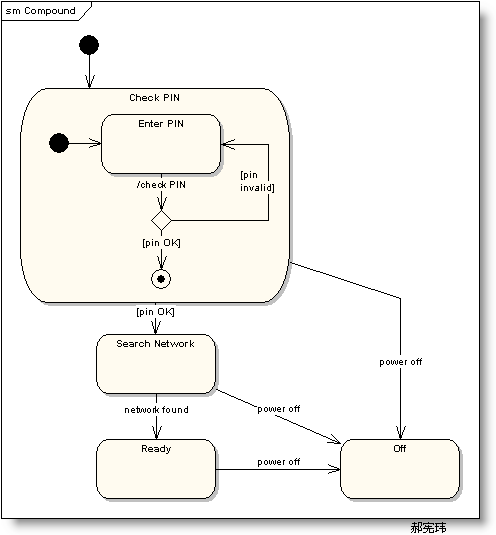 sm Compound
Check PIN
Enter PIN
[pin
invalid]
/check PIN
[pin OK]
[pin OK]
Search Network
power off
network found
power off
Ready
power off
Off
郝宪玮